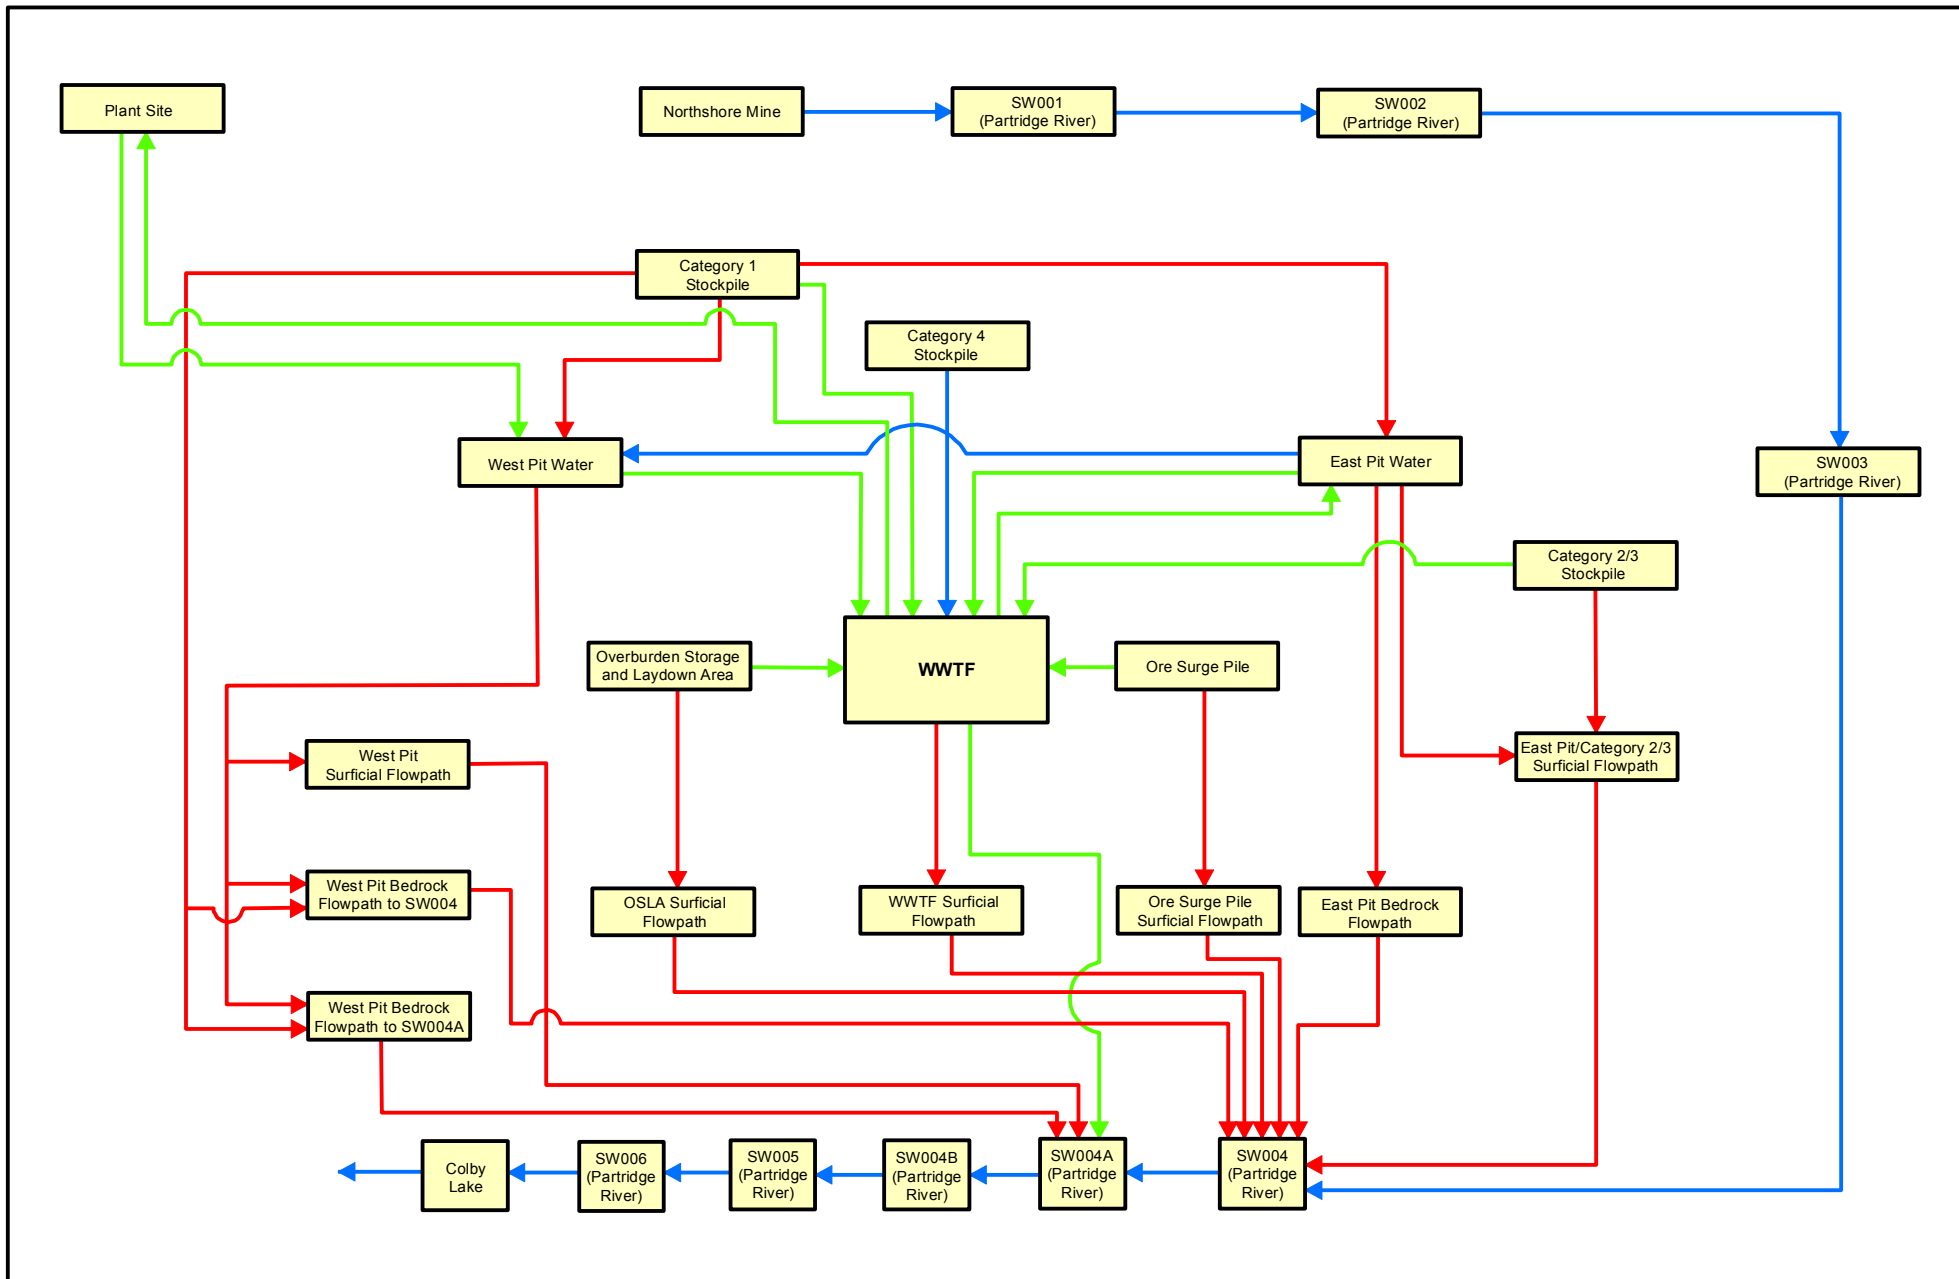 Plant Site
Northshore Mine
SW001
(Partridge River)
SW002
(Partridge River)
Category 1
Stockpile
Category 4
Stockpile
West Pit Water
East Pit Water
SW003
(Partridge River)
Category 2/3
Stockpile
Overburden Storage
and Laydown Area
WWTF
Ore Surge Pile
West Pit
Surficial Flowpath
East Pit/Category 2/3
Surficial Flowpath
West Pit Bedrock
Flowpath to SW004
OSLA Surficial
Flowpath
WWTF Surficial
Flowpath
Ore Surge Pile
Surficial Flowpath
East Pit Bedrock
Flowpath
West Pit Bedrock
Flowpath to SW004A
Colby
Lake
SW006
(Partridge
River)
SW005
(Partridge
River)
SW004B
(Partridge
River)
SW004A
(Partridge
River)
SW004
(Partridge
River)